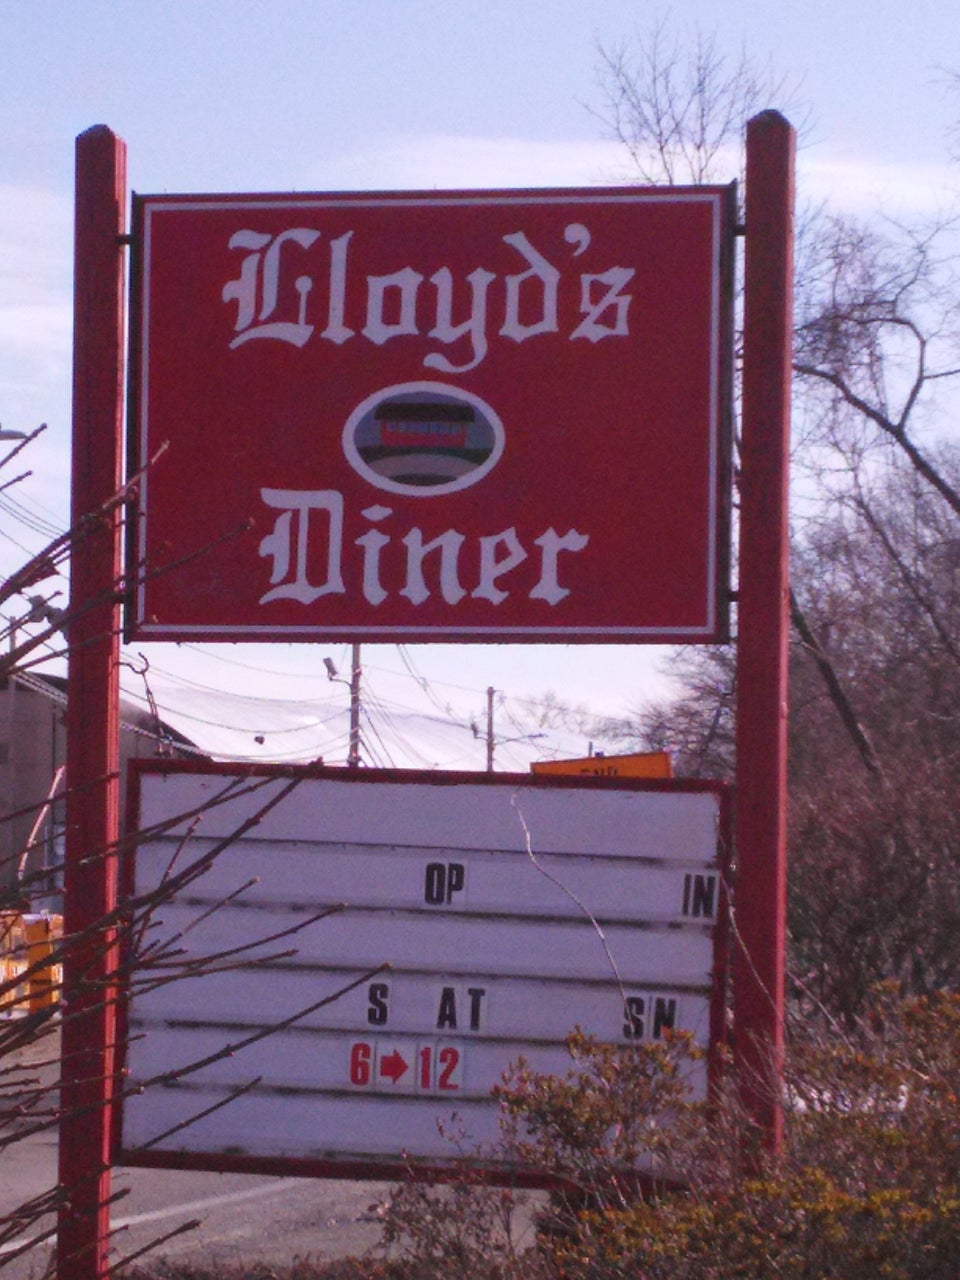 Lloyd's
Diner
OP IN
S AT SN
6➡12